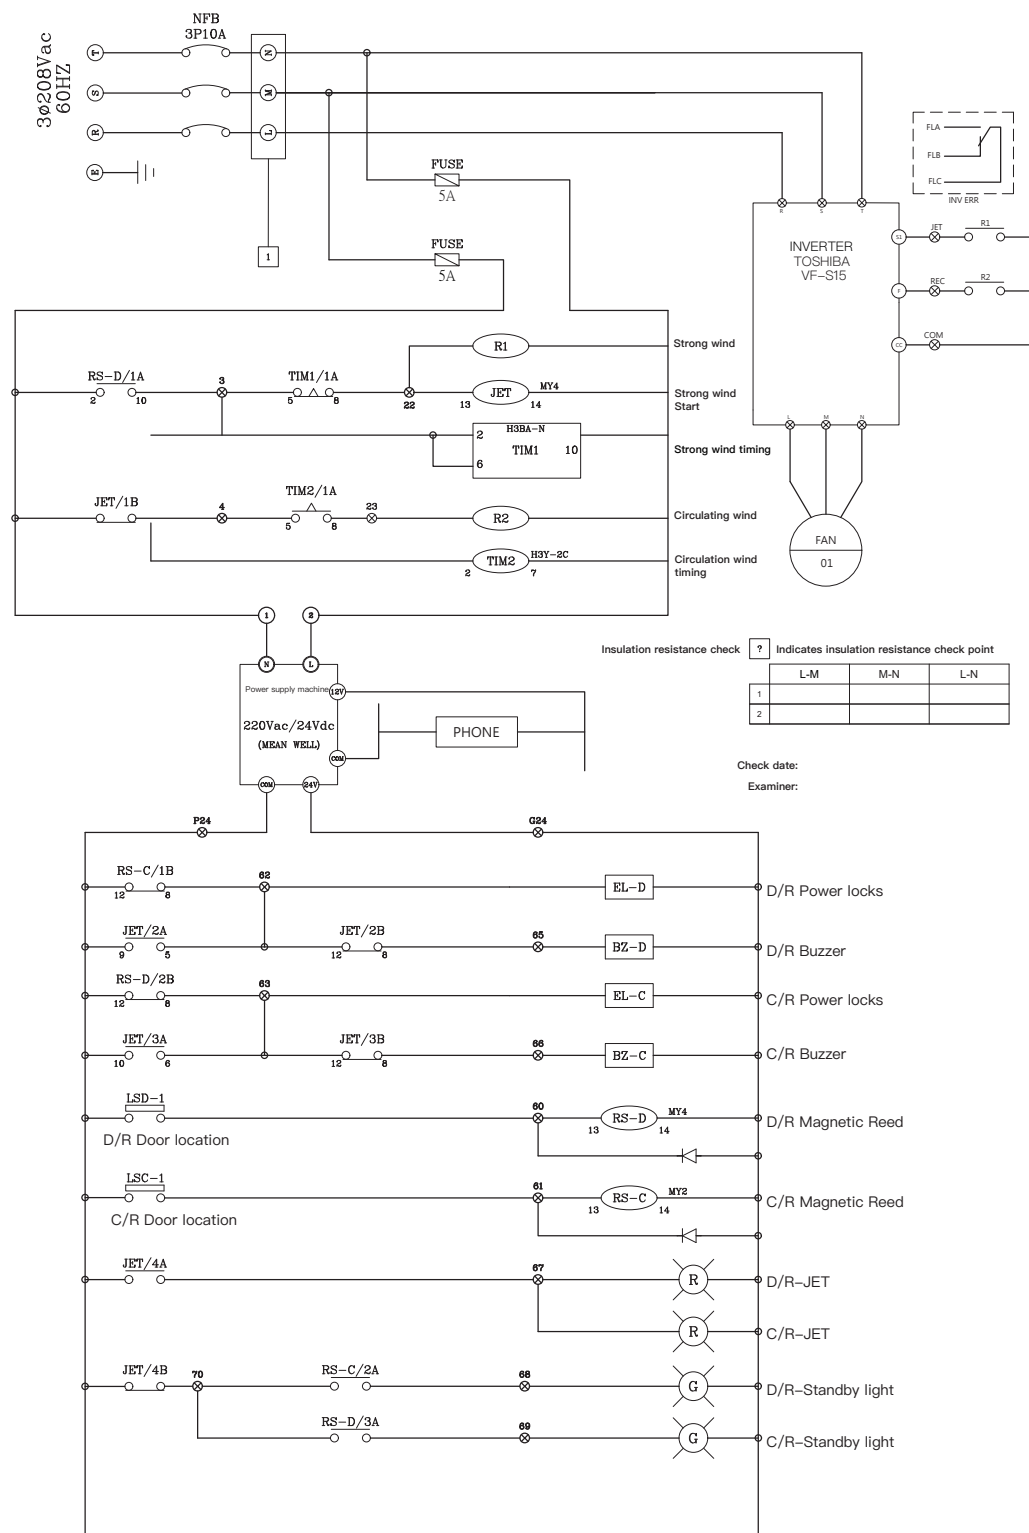 3ø208Vac
60HZ
NFB
3P10A
T
S
R
E
N
M
L
1
FUSE
5A
FUSE
5A
FLA
FLB
FLC
INV ERR
R
S
T
INVERTER
TOSHIBA
VF-S15
S1
JET
R1
F
REC
R2
CC
COM
L
M
N
FAN
01
R1
Strong wind
RS-D/1A
2
10
3
TIM1/1A
5
8
22
13
JET
14
MY4
Strong wind
Start
H3BA-N
2
TIM1
10
6
Strong wind timing
JET/1B
4
TIM2/1A
5
8
23
R2
Circulating wind
2
TIM2
H3Y-2C
7
Circulation wind
timing
1
2
N
L
Power supply machine
12V
220Vac/24Vdc
(MEAN WELL)
COM
COM
24V
PHONE
Insulation resistance check
?
Indicates insulation resistance check point
L-M
M-N
L-N
1
2
Check date:
Examiner:
P24
G24
RS-C/1B
12
8
62
EL-D
D/R Power locks
JET/2A
9
5
JET/2B
12
8
65
BZ-D
D/R Buzzer
RS-D/2B
12
8
63
EL-C
C/R Power locks
JET/3A
10
6
JET/3B
12
8
66
BZ-C
C/R Buzzer
LSD-1
D/R Door location
60
13
RS-D
14
MY4
D/R Magnetic Reed
LSC-1
C/R Door location
61
13
RS-C
14
MY2
C/R Magnetic Reed
JET/4A
67
R
D/R-JET
R
C/R-JET
JET/4B
70
RS-C/2A
68
G
D/R-Standby light
RS-D/3A
69
G
C/R-Standby light